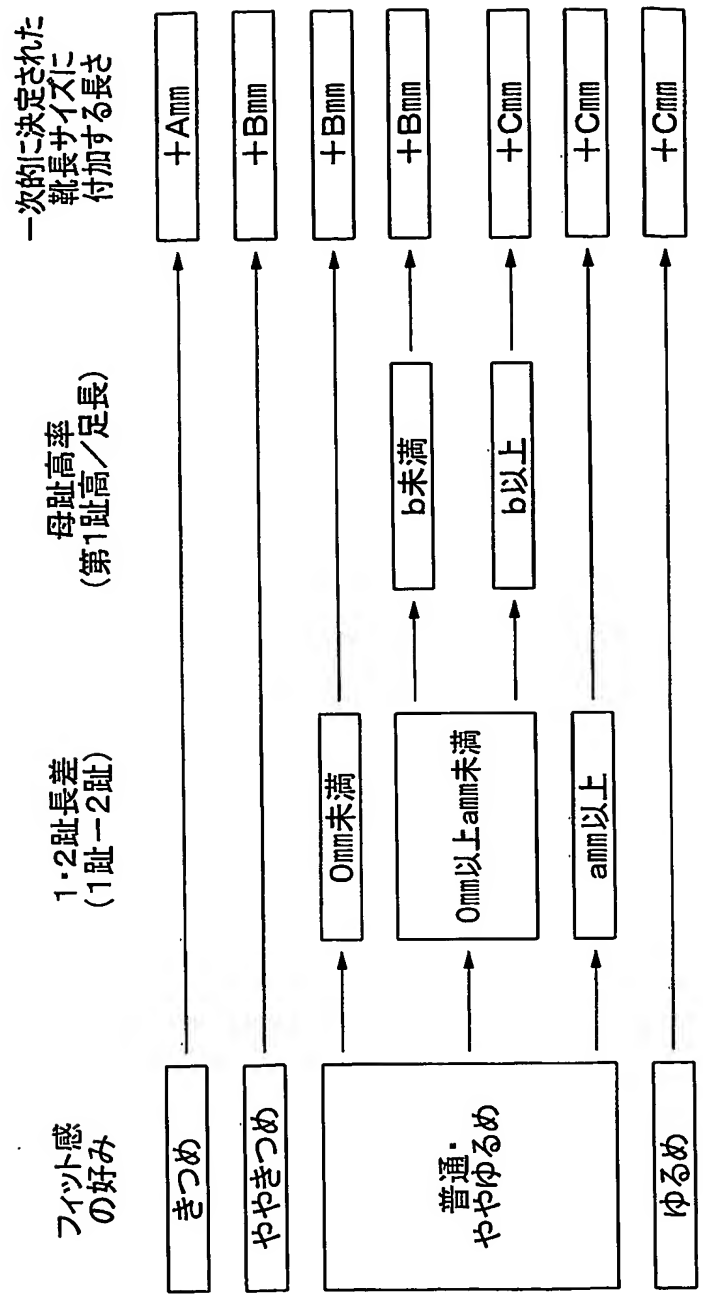 フィット感
の好み
1・2趾長差
(1趾ー2趾)
母趾高率
(第1趾高／足長)
一次的に決定された
靴長サイズに
付加する長さ
きつめ
＋Amm
ややきつめ
＋Bmm
普通・
ややゆるめ
0mm未満
＋Bmm
0mm以上amm未満
b未満
＋Bmm
b以上
＋Cmm
amm以上
＋Cmm
ゆるめ
＋Cmm